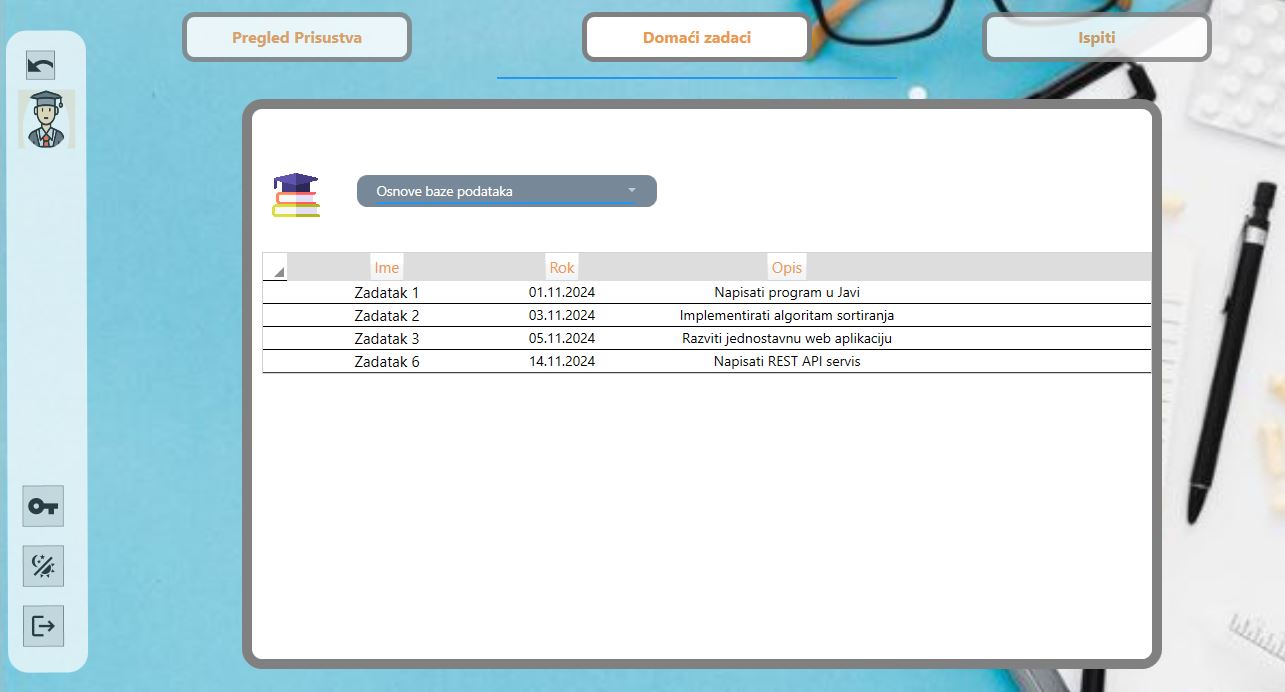 Pregled Prisustva
Domaći zadaci
Ispiti
Osnove baze podataka
Ime Rok Opis
Zadatak 1 01.11.2024 Napisati program u Javi
Zadatak 2 03.11.2024 Implementirati algoritam sortiranja
Zadatak 3 05.11.2024 Razviti jednostavnu web aplikaciju
Zadatak 6 14.11.2024 Napisati REST API servis